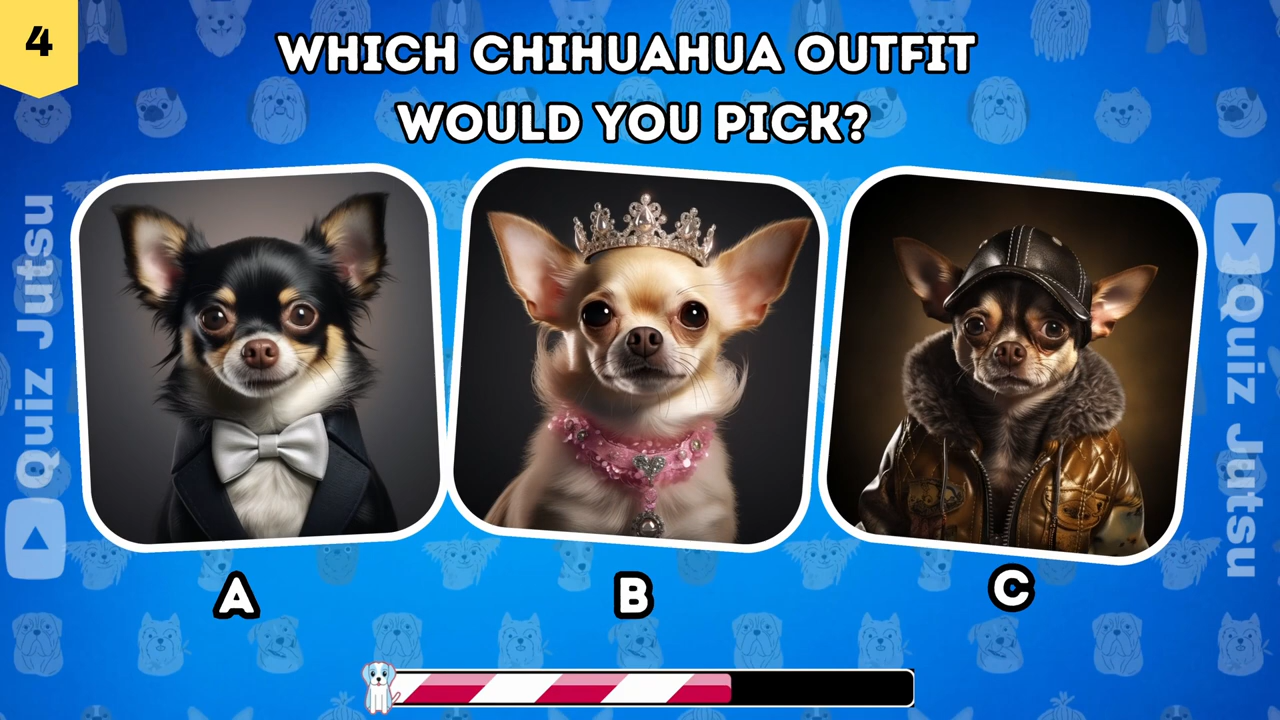 4
WHICH CHIHUAHUA OUTFIT
WOULD YOU PICK?
Quiz Jutsu
Quiz Jutsu
A
B
C